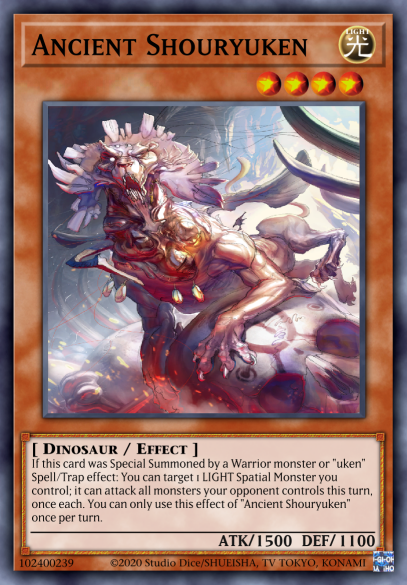 Ancient Shouryuken
LIGHT
光
[ Dinosaur / Effect ]
If this card was Special Summoned by a Warrior monster or "uken"
Spell/Trap effect: You can target 1 LIGHT Spatial Monster you
control; it can attack all monsters your opponent controls this turn,
once each. You can only use this effect of "Ancient Shouryuken"
once per turn.
ATK/1500 DEF/1100
102400239 ©2020 Studio Dice/SHUEISHA, TV TOKYO, KONAMI